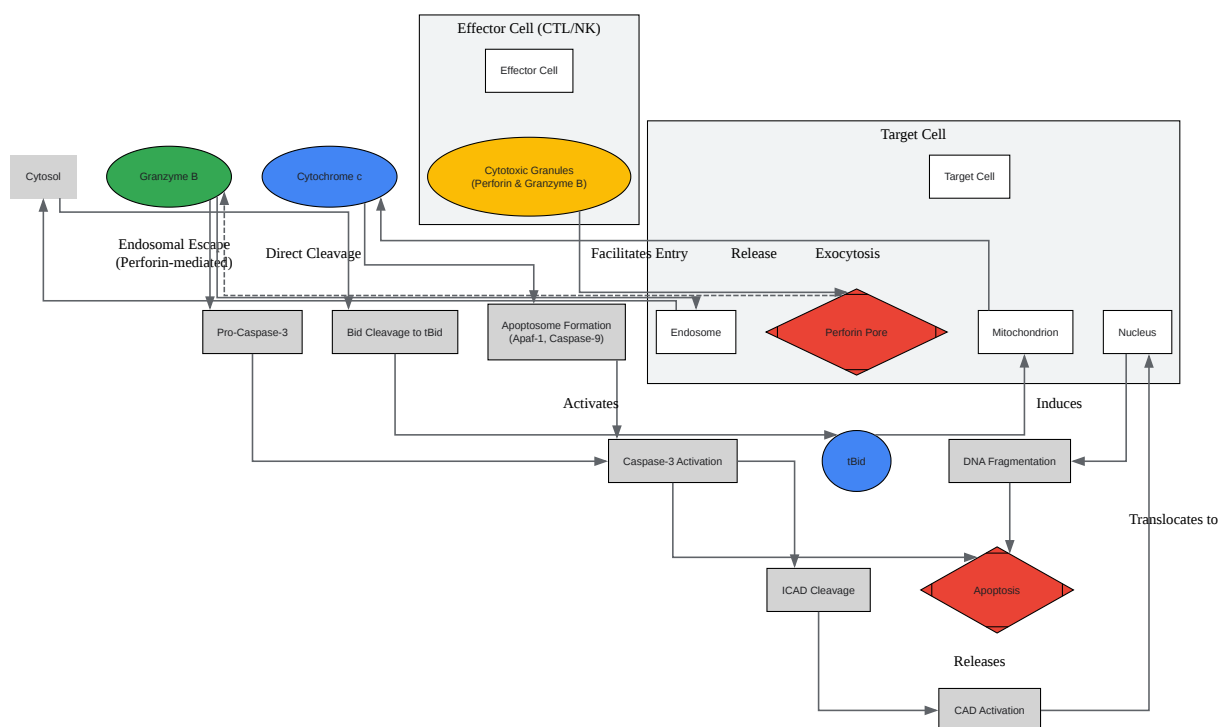 Effector Cell (CTL/NK)
Effector Cell
Target Cell
Cytosol
Granzyme B
Cytochrome c
Cytotoxic Granules
(Perforin & Granzyme B)
Target Cell
Endosomal Escape
(Perforin-mediated)
Direct Cleavage
Facilitates Entry
Release
Exocytosis
Pro-Caspase-3
Bid Cleavage to tBid
Apoptosome Formation
(Apaf-1, Caspase-9)
Endosome
Perforin Pore
Mitochondrion
Nucleus
Activates
Induces
Caspase-3 Activation
tBid
DNA Fragmentation
Translocates to
ICAD Cleavage
Apoptosis
Releases
CAD Activation